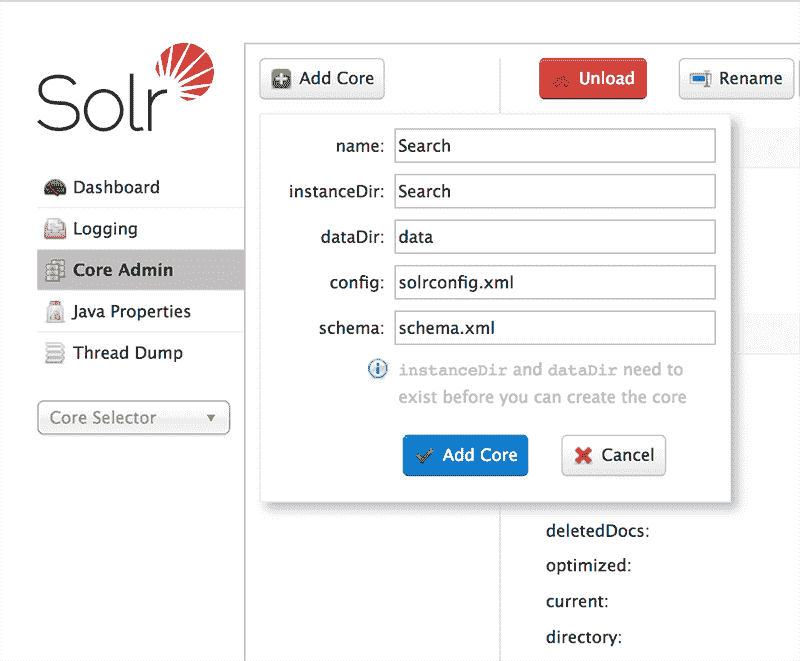 Solr
Dashboard
Logging
Core Admin
Java Properties
Thread Dump
Core Selector
Add Core
Unload
Rename
name: Search
instanceDir: Search
dataDir: data
config: solrconfig.xml
schema: schema.xml
instanceDir and dataDir need to
exist before you can create the core
Add Core
Cancel
deletedDocs:
optimized:
current:
directory: